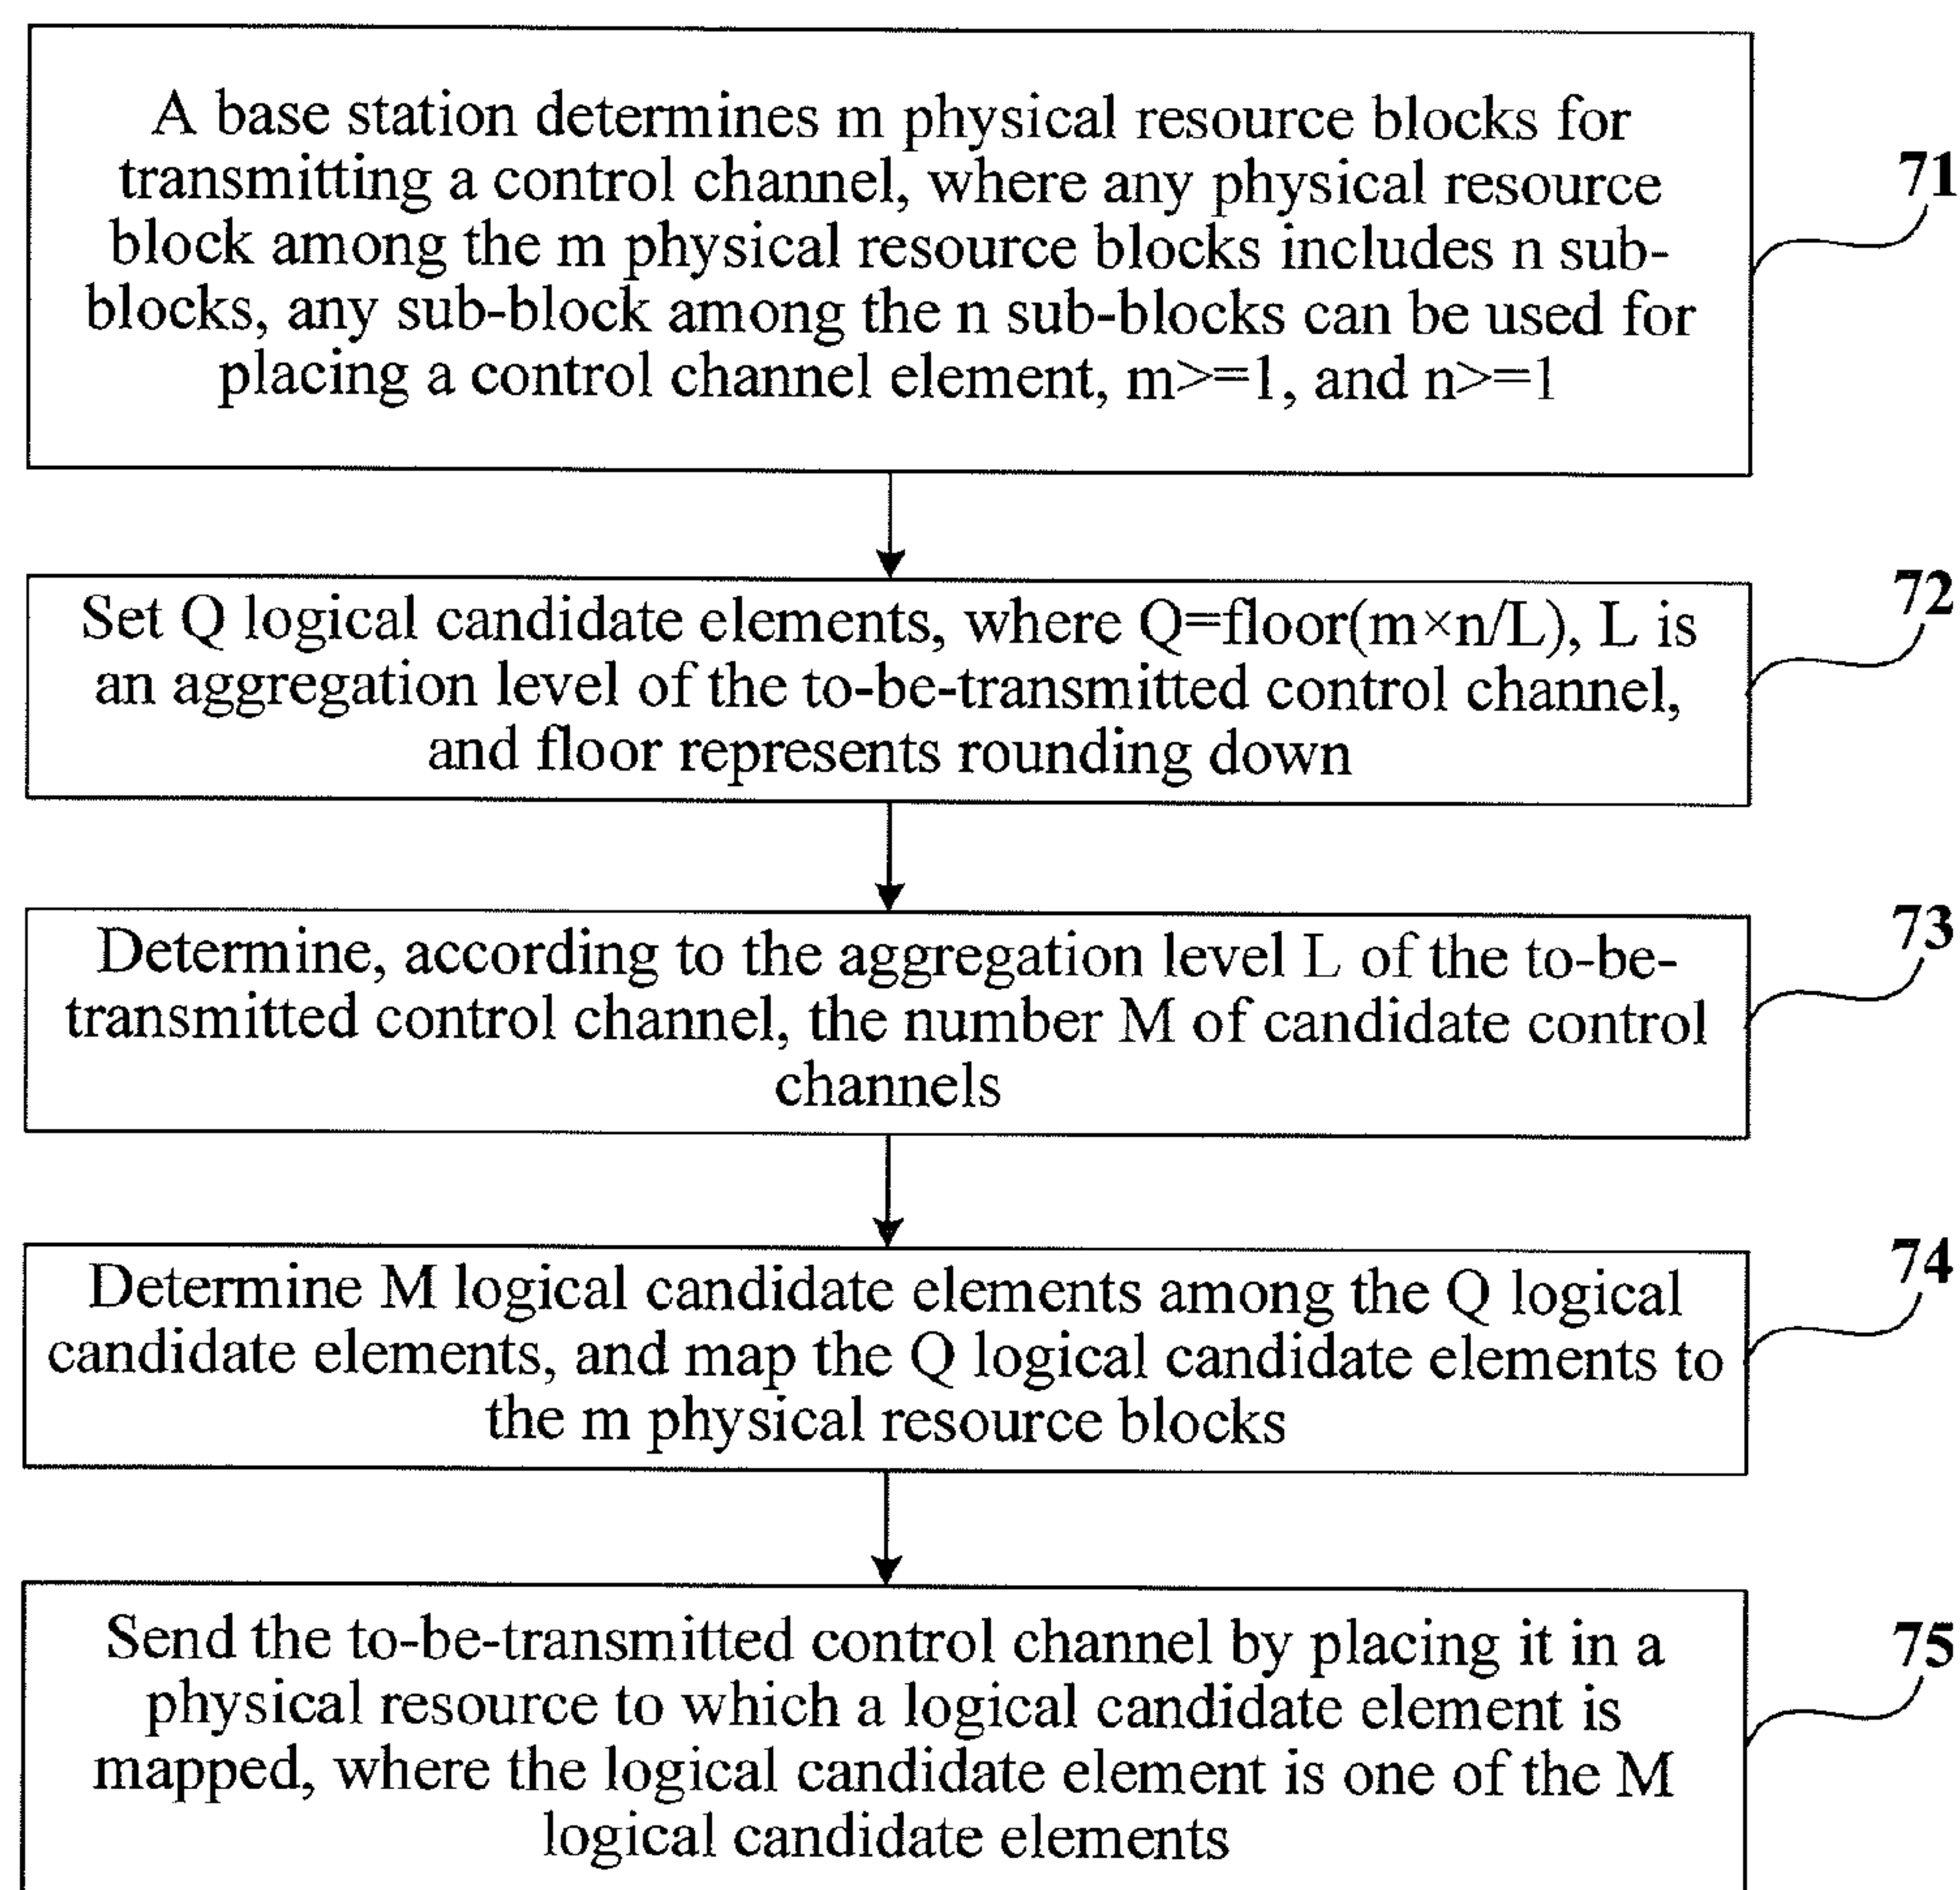 A base station determines m physical resource blocks for
transmitting a control channel, where any physical resource
block among the m physical resource blocks includes n sub-
blocks, any sub-block among the n sub-blocks can be used for
placing a control channel element, m>=1, and n>=1
71
Set Q logical candidate elements, where Q=floor(m×n/L), L is
an aggregation level of the to-be-transmitted control channel,
and floor represents rounding down
72
Determine, according to the aggregation level L of the to-be-
transmitted control channel, the number M of candidate control
channels
73
Determine M logical candidate elements among the Q logical
candidate elements, and map the Q logical candidate elements to
the m physical resource blocks
74
Send the to-be-transmitted control channel by placing it in a
physical resource to which a logical candidate element is
mapped, where the logical candidate element is one of the M
logical candidate elements
75